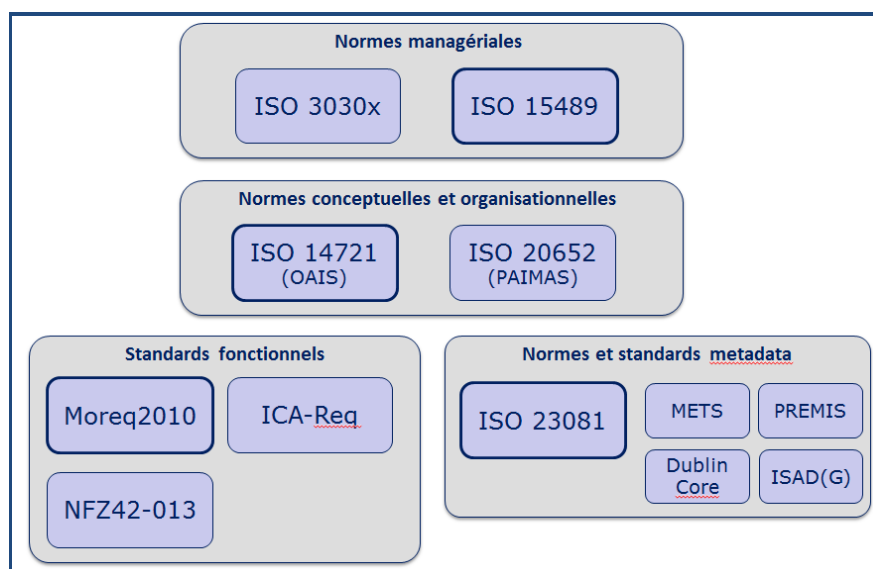 Normes managériales
ISO 3030x
ISO 15489
Normes conceptuelles et organisationnelles
ISO 14721
(OAIS)
ISO 20652
(PAIMAS)
Standards fonctionnels
Moreq2010
ICA-Req
NFZ42-013
Normes et standards metadata
ISO 23081
METS
PREMIS
Dublin
Core
ISAD(G)